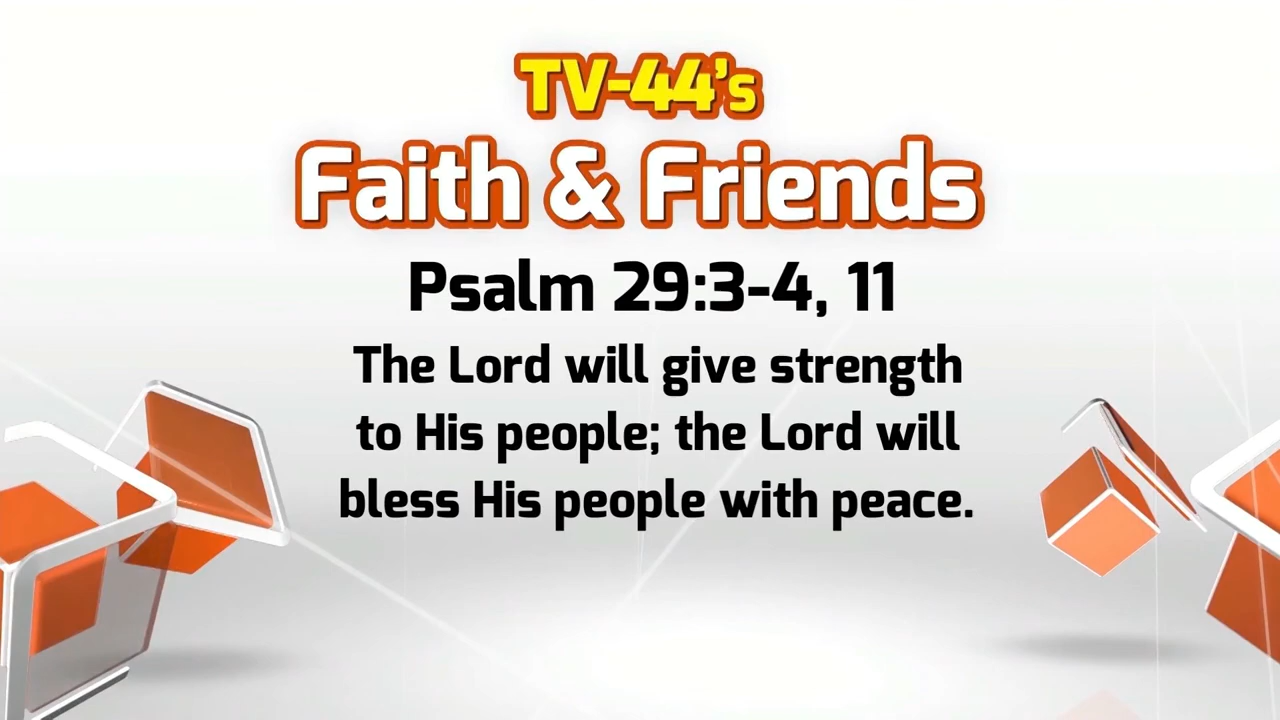 TV-44's
Faith & Friends
Psalm 29:3-4, 11
The Lord will give strength
to His people; the Lord will
bless His people with peace.